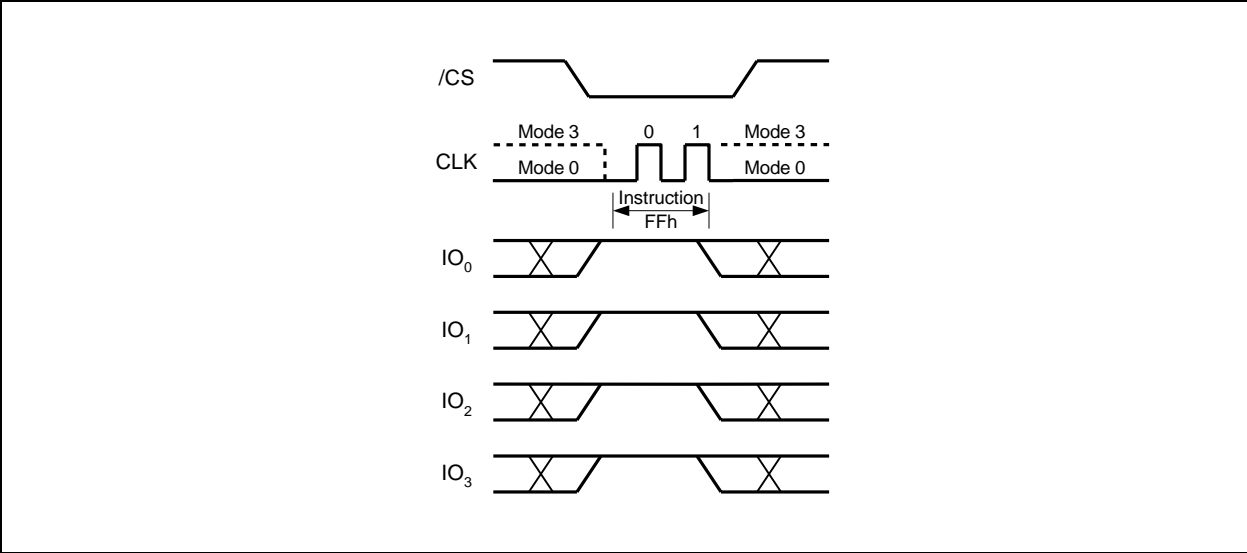 /CS
Mode 3 0 1 Mode 3
CLK
Mode 0 Mode 0
Instruction
FFh
IO0
IO1
IO2
IO3